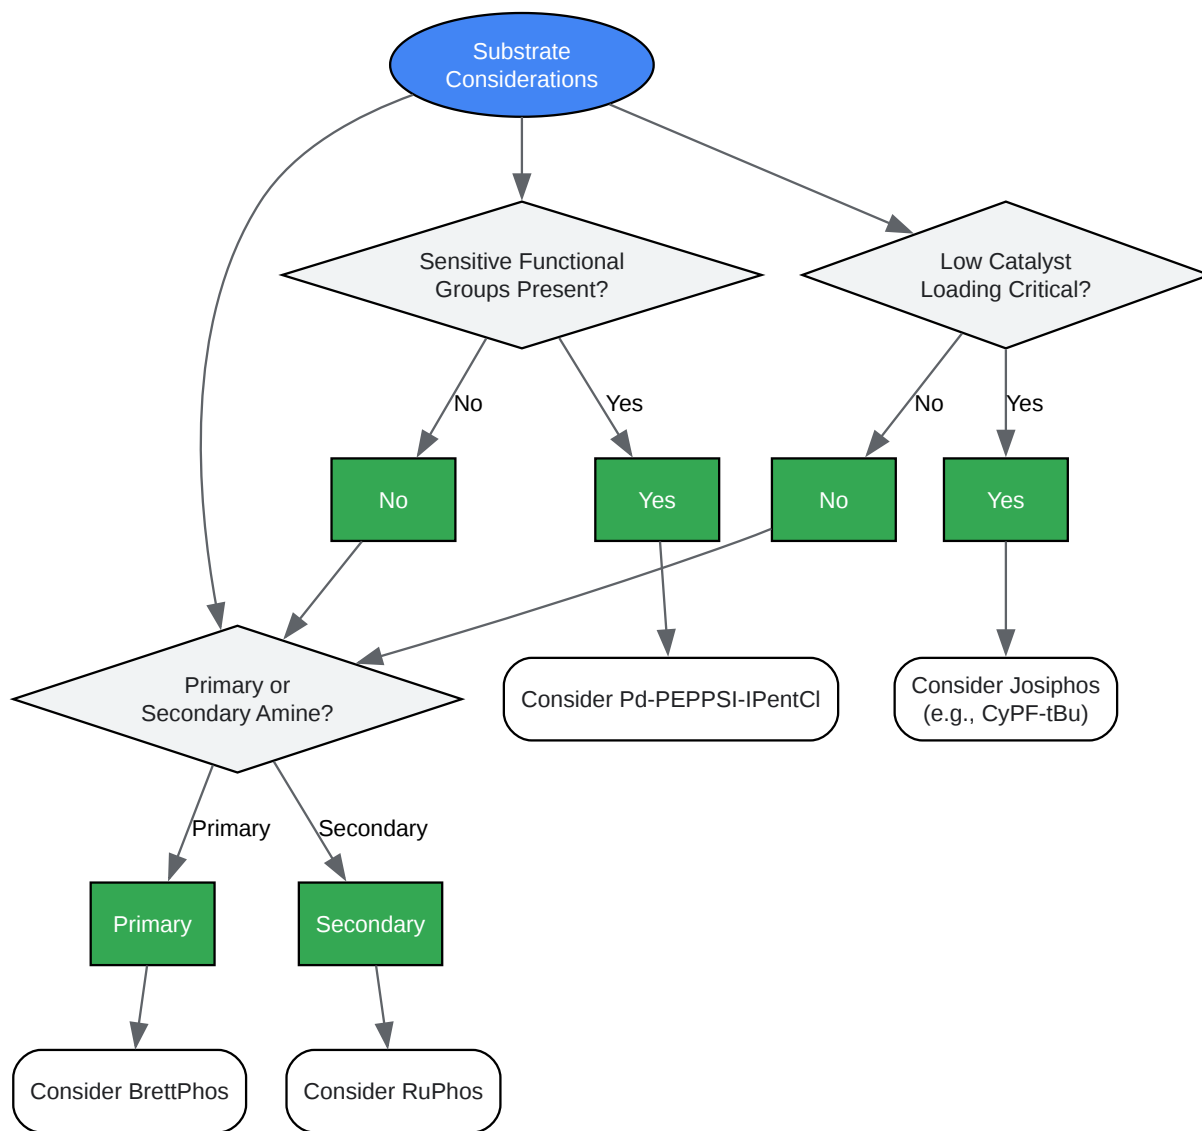 Substrate
Considerations
Sensitive Functional
Groups Present?
Low Catalyst
Loading Critical?
No
Yes
No
Yes
No
Yes
No
Yes
Primary or
Secondary Amine?
Consider Pd-PEPPSI-IPentCl
Consider Josiphos
(e.g., CyPF-tBu)
Primary
Secondary
Primary
Secondary
Consider BrettPhos
Consider RuPhos